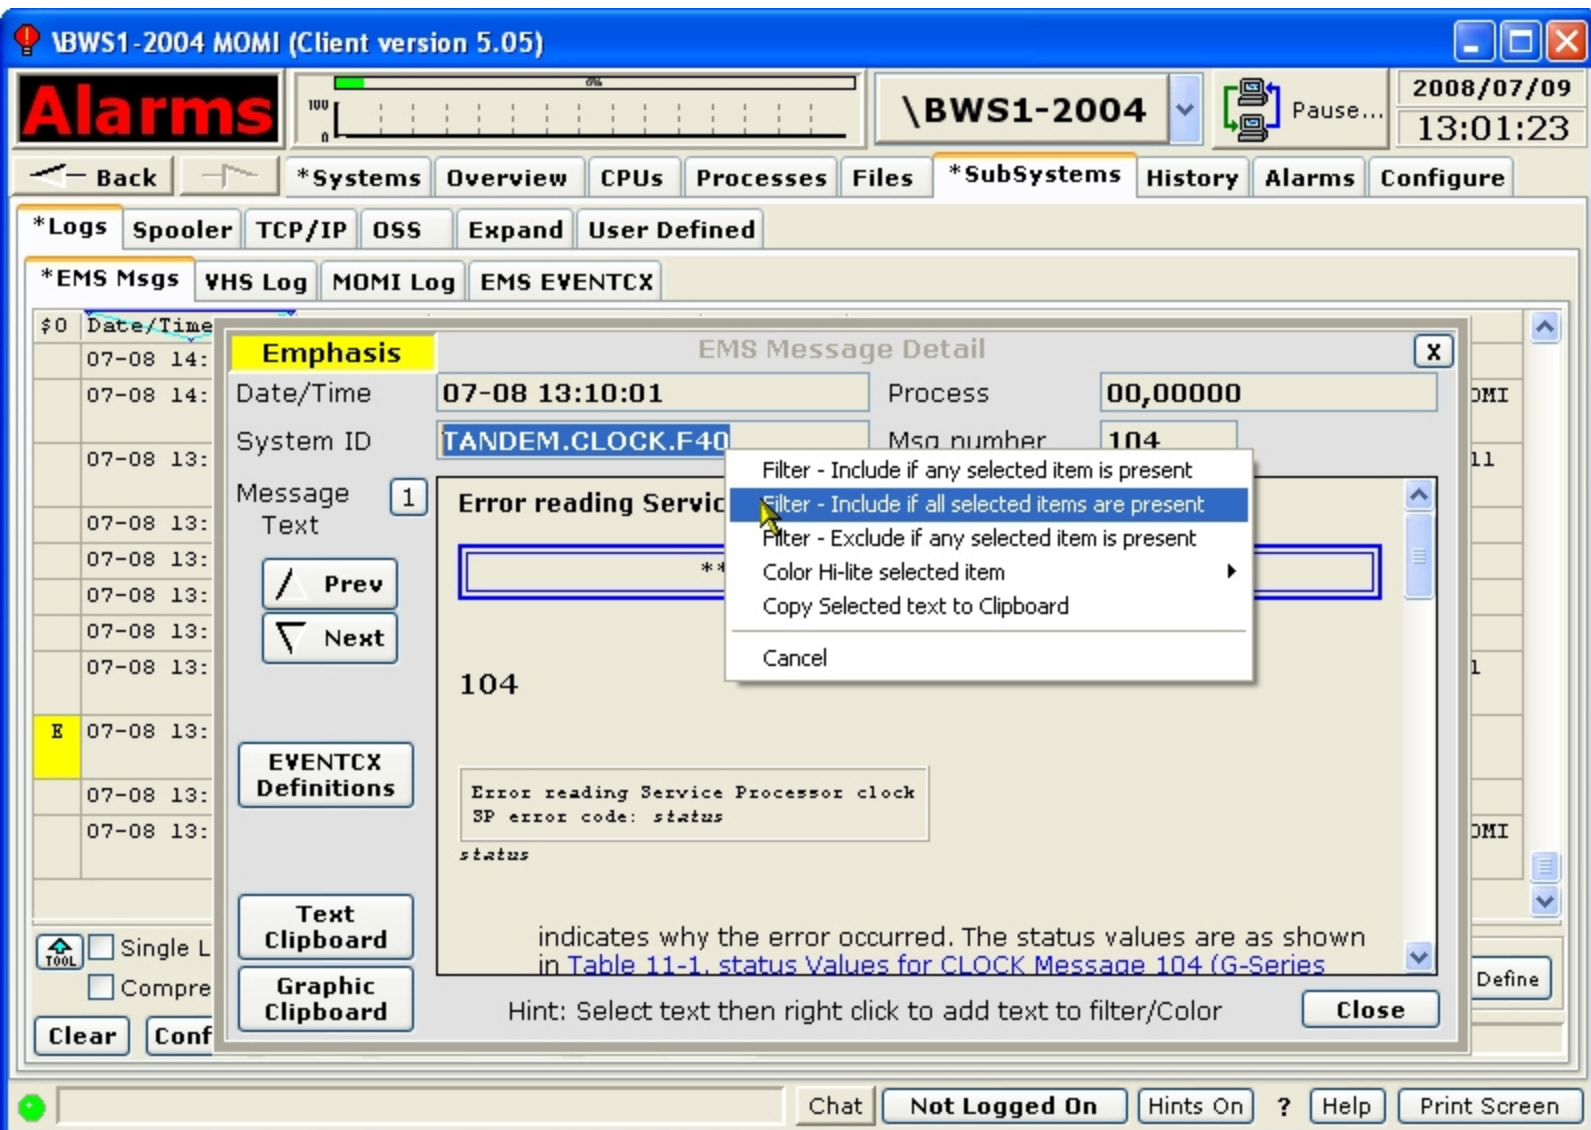 \BWS1-2004 MOMI (Client version 5.05)
Alarms
0%
100
0
\BWS1-2004
Pause...
2008/07/09
13:01:23
Back
*Systems
Overview
CPUs
Processes
Files
*SubSystems
History
Alarms
Configure
*Logs
Spooler
TCP/IP
OSS
Expand
User Defined
*EMS Msgs
VHS Log
MOMI Log
EMS EVENTCX
$0
Date/Time
07-08 14:
07-08 14:
OMI
07-08 13:
11
07-08 13:
07-08 13:
07-08 13:
07-08 13:
07-08 13:
1
E
07-08 13:
07-08 13:
07-08 13:
OMI
Emphasis
EMS Message Detail
X
Date/Time
07-08 13:10:01
Process
00,00000
System ID
TANDEM.CLOCK.F40
Msg number
104
Message
Text
1
Error reading Servic
Filter - Include if any selected item is present
Filter - Include if all selected items are present
Filter - Exclude if any selected item is present
Color Hi-lite selected item
Copy Selected text to Clipboard
Cancel
**
Prev
Next
104
EVENTCX
Definitions
Error reading Service Processor clock
SP error code: status
status
Text
Clipboard
indicates why the error occurred. The status values are as shown
in Table 11-1, status Values for CLOCK Message 104 (G-Series
Graphic
Clipboard
Hint: Select text then right click to add text to filter/Color
Close
TOOL
Single L
Compre
Define
Clear
Conf
Chat
Not Logged On
Hints On
?
Help
Print Screen